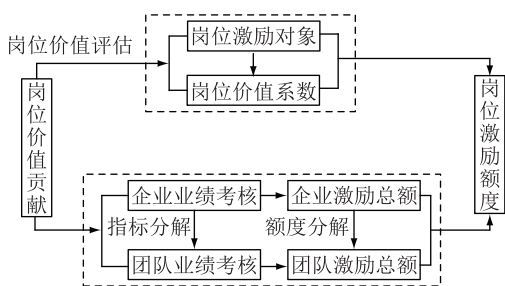 岗位价值评估
岗位激励对象
岗位价值系数
岗位价值贡献
岗位激励额度
企业业绩考核
企业激励总额
指标分解
额度分解
团队业绩考核
团队激励总额